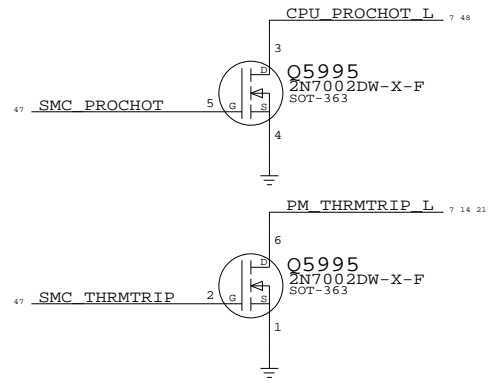 CPU_PROCHOT_L 7 48
3
D
Q5995
2N7002DW-X-F
SOT-363
47 SMC_PROCHOT 5 G S
4
PM_THRMTRIP_L 7 14 21
6
D
Q5995
2N7002DW-X-F
SOT-363
47 SMC_THRMTRIP 2 G S
1